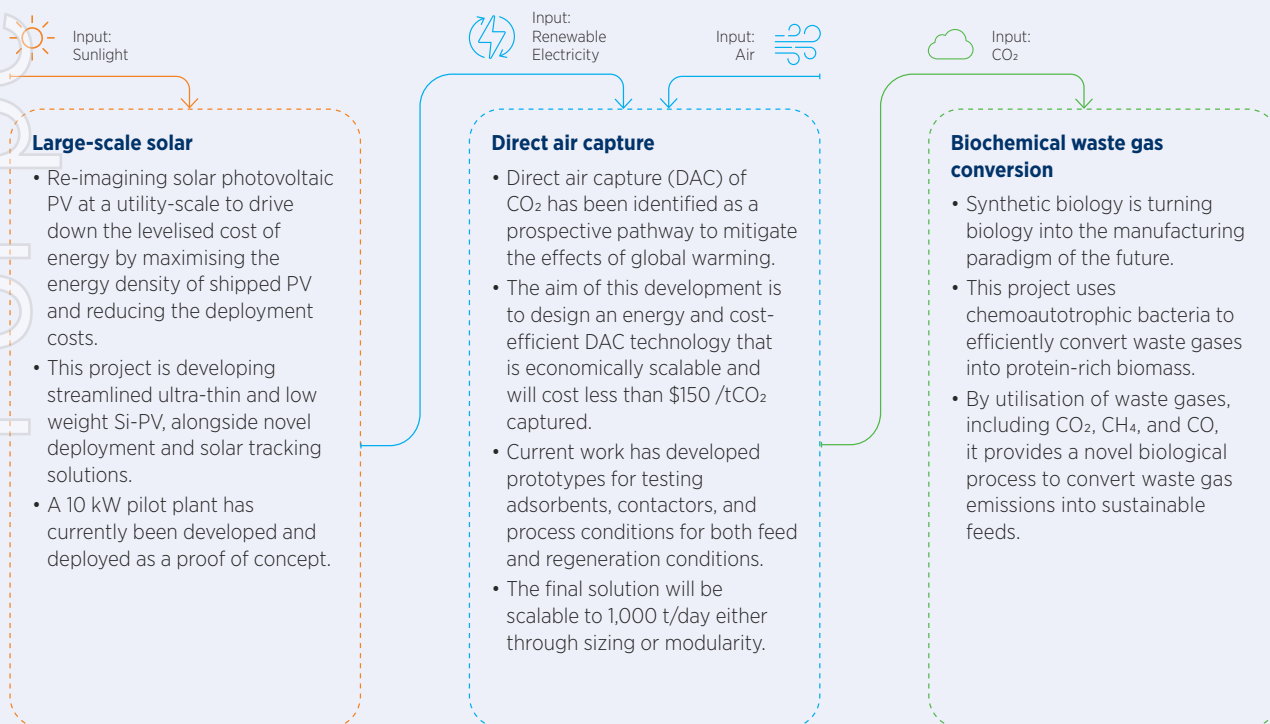 Input:
Sunlight
Input:
Renewable
Electricity
Input:
Air
Input:
CO₂
Large-scale solar
• Re-imagining solar photovoltaic
PV at a utility-scale to drive
down the levelised cost of
energy by maximising the
energy density of shipped PV
and reducing the deployment
costs.
• This project is developing
streamlined ultra-thin and low
weight Si-PV, alongside novel
deployment and solar tracking
solutions.
• A 10 kW pilot plant has
currently been developed and
deployed as a proof of concept.
Direct air capture
• Direct air capture (DAC) of
CO₂ has been identified as a
prospective pathway to mitigate
the effects of global warming.
• The aim of this development is
to design an energy and cost-
efficient DAC technology that
is economically scalable and
will cost less than $150 /tCO₂
captured.
• Current work has developed
prototypes for testing
adsorbents, contactors, and
process conditions for both feed
and regeneration conditions.
• The final solution will be
scalable to 1,000 t/day either
through sizing or modularity.
Biochemical waste gas
conversion
• Synthetic biology is turning
biology into the manufacturing
paradigm of the future.
• This project uses
chemoautotrophic bacteria to
efficiently convert waste gases
into protein-rich biomass.
• By utilisation of waste gases,
including CO₂, CH₄, and CO,
it provides a novel biological
process to convert waste gas
emissions into sustainable
feeds.